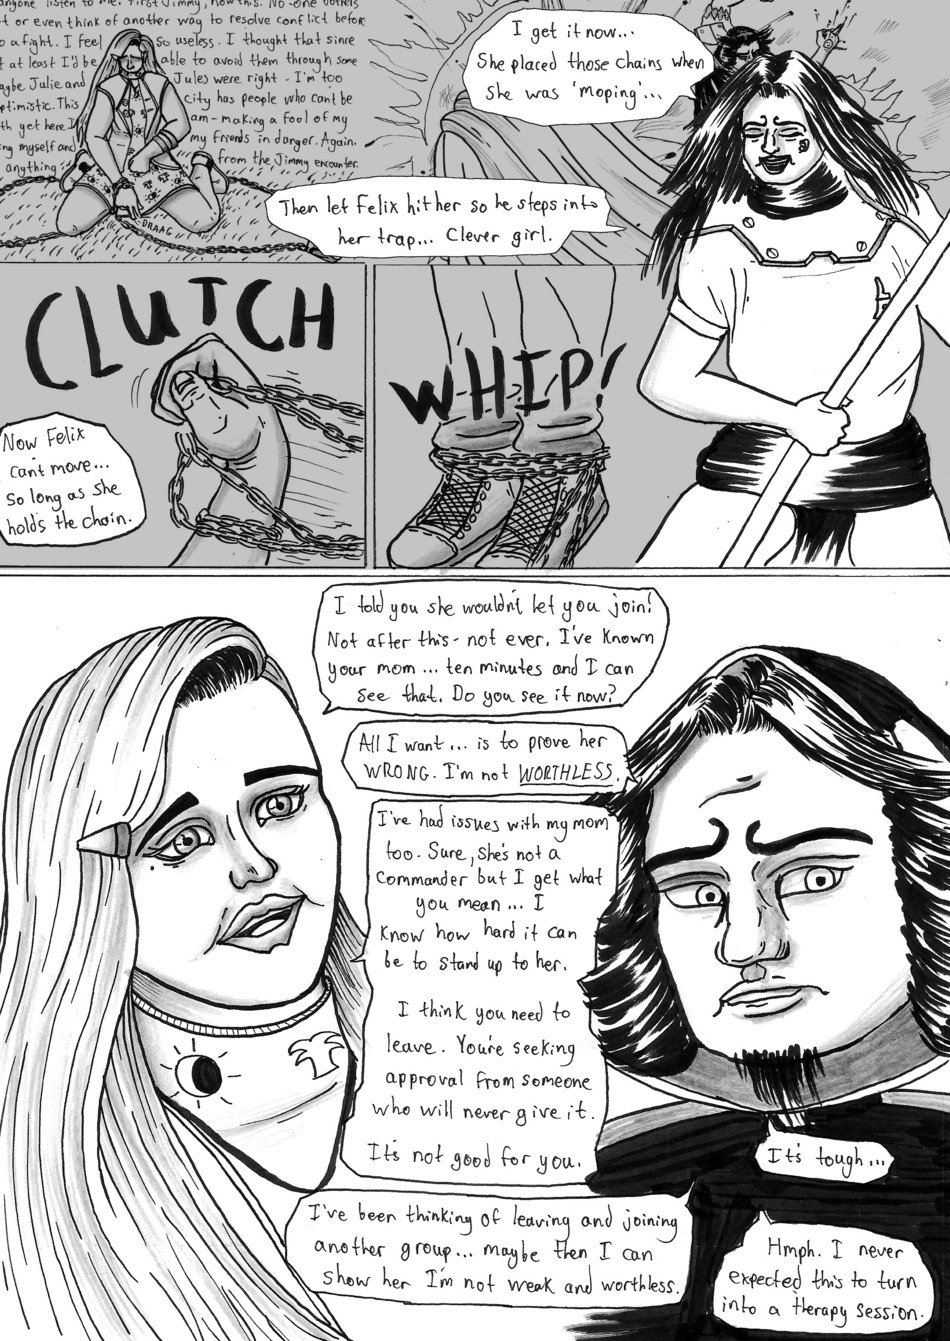 anyone listen to me. First Jimmy, now this. No-one bothers
t or even think of another way to resolve conflict before
o a fight. I feel so useless. I thought that since
t at least I'd be able to avoid them through some
aybe Julie and Jules were right - I'm too
ptimistic. This city has people who cant be
th yet here I am - making a fool of my
ng myself and my friends in danger. Again.
anything from the Jimmy encounter.
DRAAG
I get it now...
She placed those chains when
she was 'moping'...
Then let Felix hit her so he steps into
her trap... Clever girl.
CLUTCH
Now Felix
can't move...
So long as she
holds the chain.
WHIP!
I told you she wouldn't let you join!
Not after this - not ever. I've known
your mom... ten minutes and I can
see that. Do you see it now?
All I want... is to prove her
WRONG. I'm not WORTHLESS.
I've had issues with my mom
too. Sure, she's not a
commander but I get what
you mean... I
know how hard it can
be to stand up to her.
I think you need to
leave. You're seeking
approval from someone
who will never give it.
It's not good for you.
It's tough...
I've been thinking of leaving and joining
another group... maybe then I can
show her I'm not weak and worthless.
Hmph. I never
expected this to turn
into a therapy session.